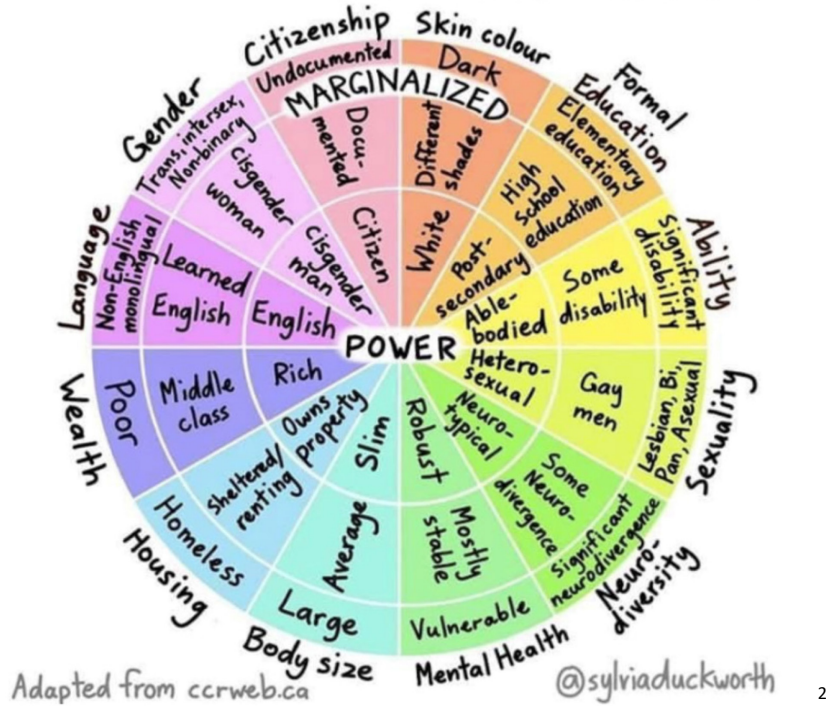 Citizenship
Undocumented
Docu-
mented
Citizen
Skin colour
Dark
Different
shades
White
Formal
Education
Elementary
education
High
School
education
Post-
secondary
Ability
Significant
disability
Some
disability
Able-
bodied
Sexuality
Lesbian, Bi,
Pan, Asexual
Gay
men
Hetero-
sexual
Neuro-
diversity
Significant
neurodivergence
Some
Neuro-
divergence
Neuro-
typical
Mental Health
Vulnerable
Mostly
stable
Robust
Body size
Large
Average
Slim
Housing
Homeless
Sheltered/
renting
Owns
property
Wealth
Poor
Middle
class
Rich
Language
Non-English
monolingual
Learned
English
English
Gender
Trans, intersex,
Nonbinary
cisgender
woman
cisgender
man
MARGINALIZED
POWER
Adapted from ccrweb.ca
@sylviaduckworth
2